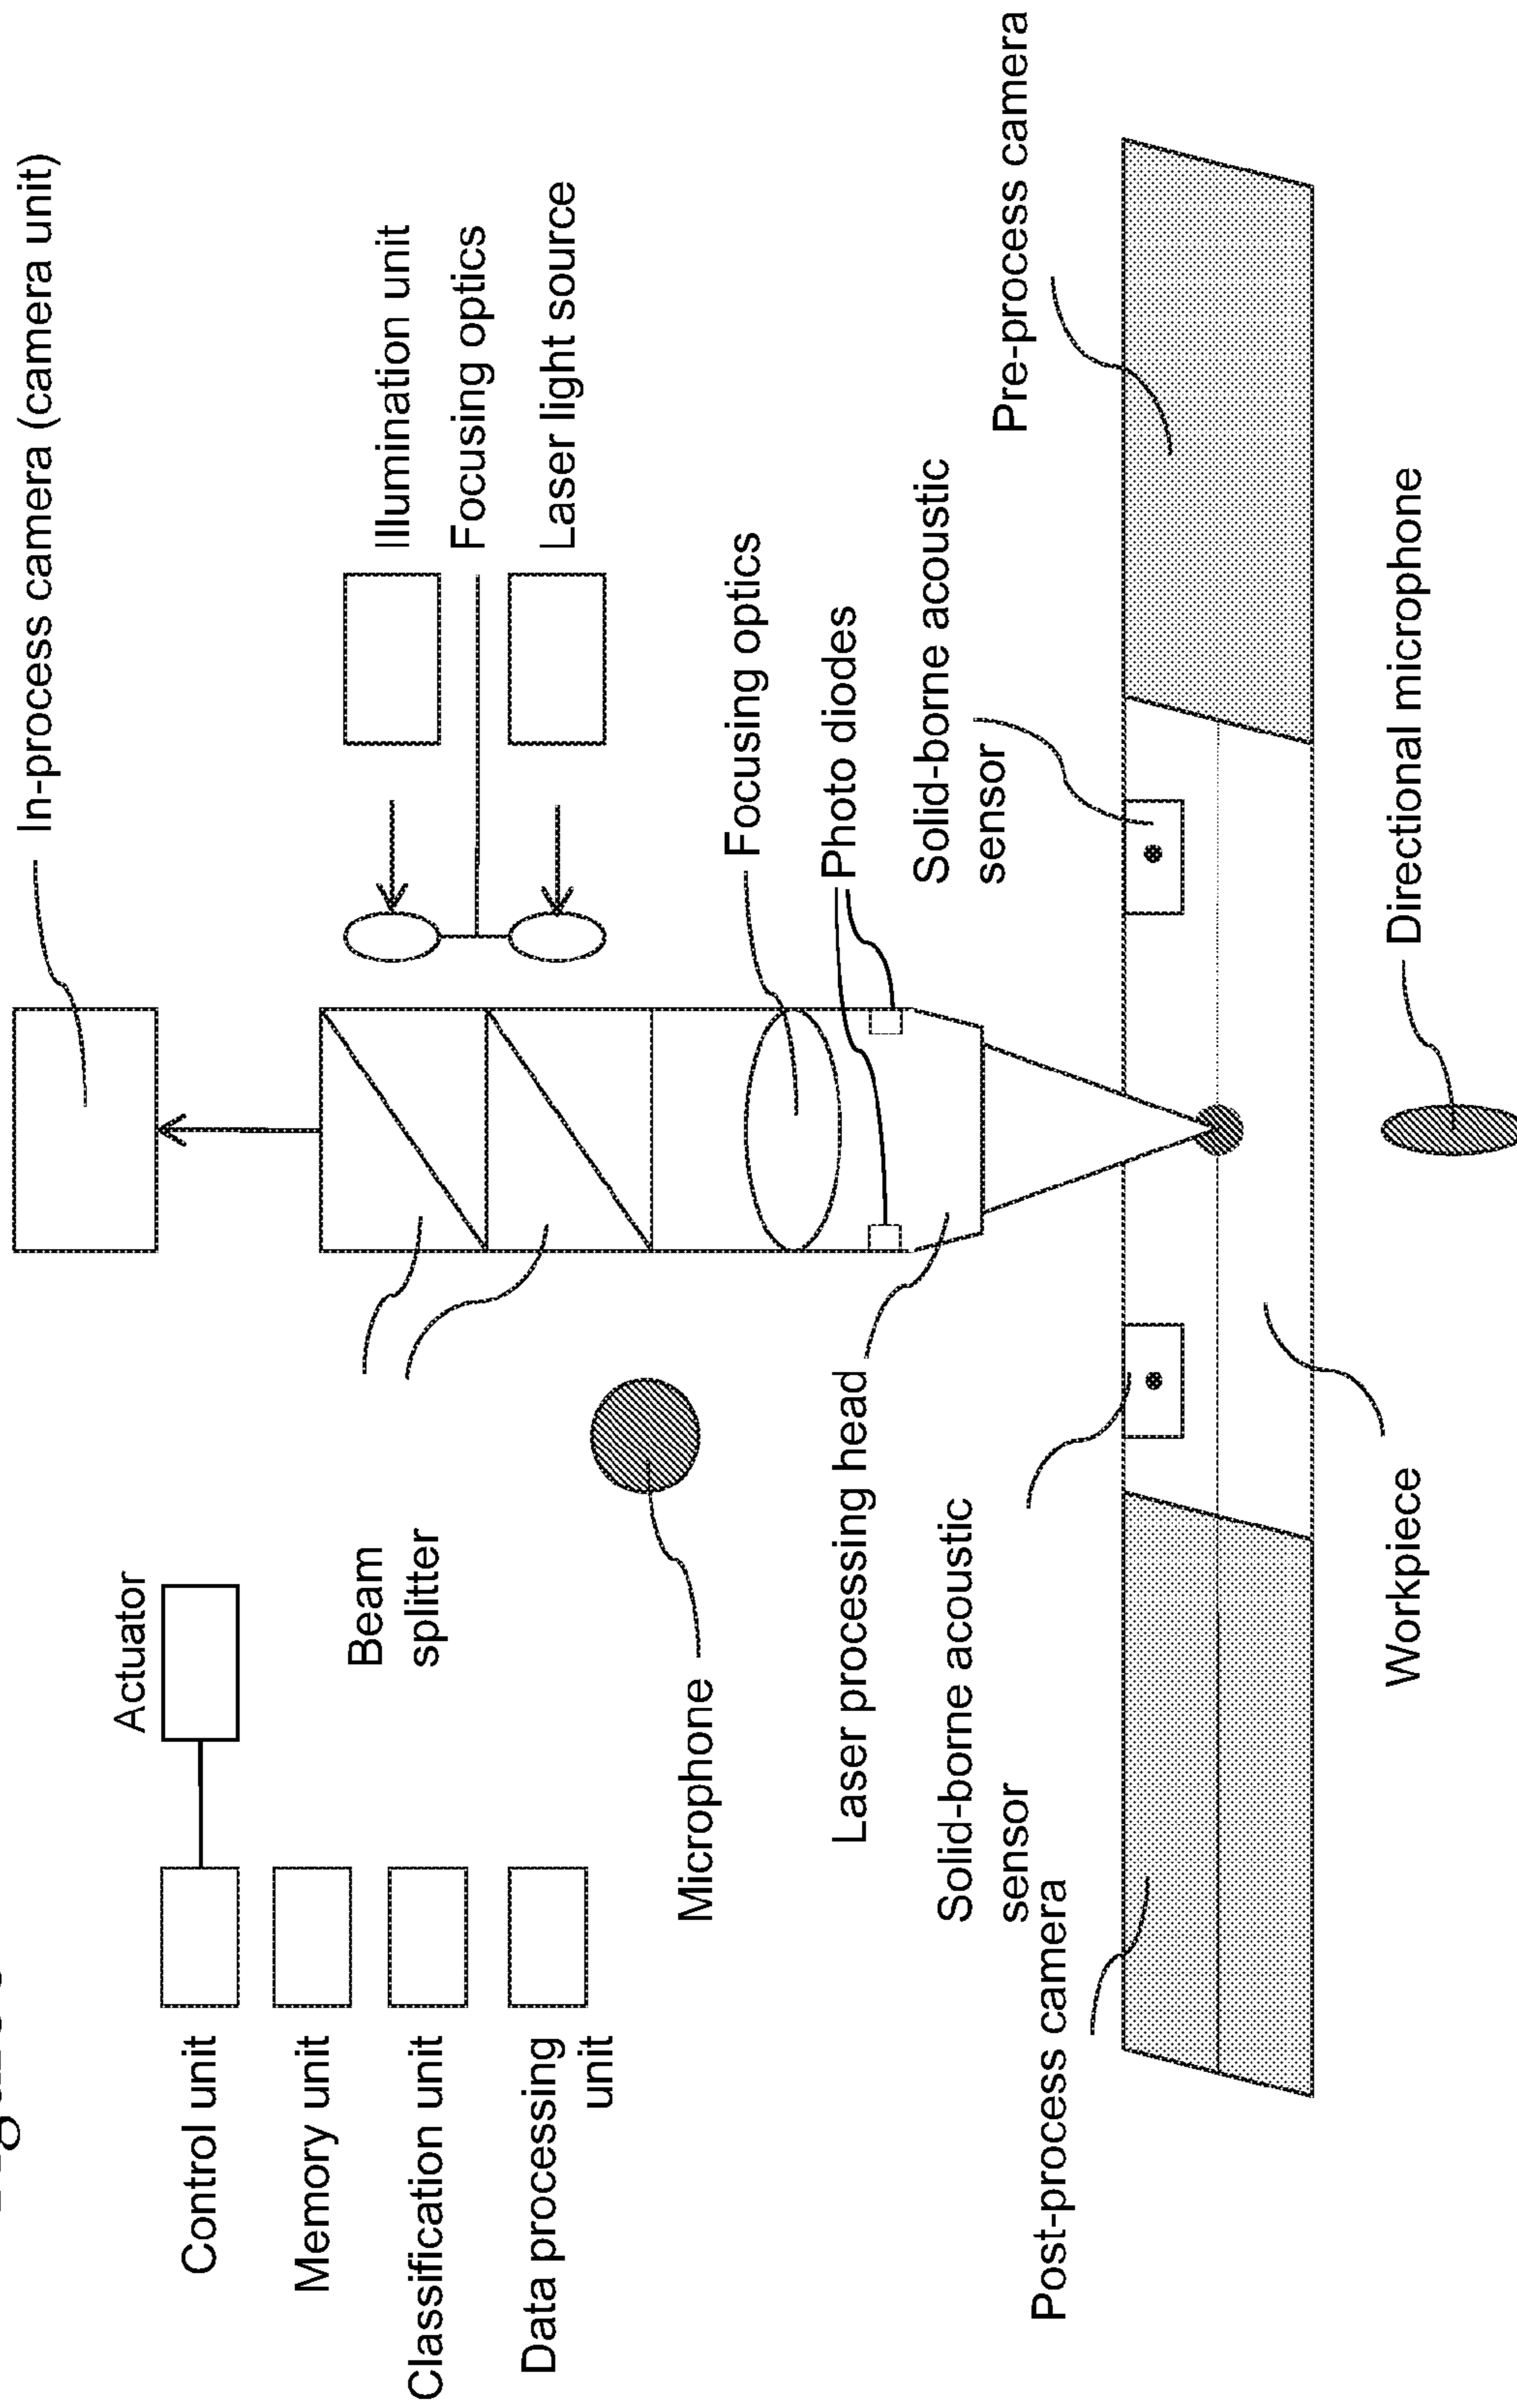 In-process camera (camera unit)
Actuator
Control unit
Memory unit
Classification unit
Data processing
unit
Beam
splitter
Illumination unit
Focusing optics
Laser light source
Microphone
Focusing optics
Photo diodes
Laser processing head
Solid-borne acoustic
sensor
Solid-borne acoustic
sensor
Pre-process camera
Post-process camera
Workpiece
Directional microphone